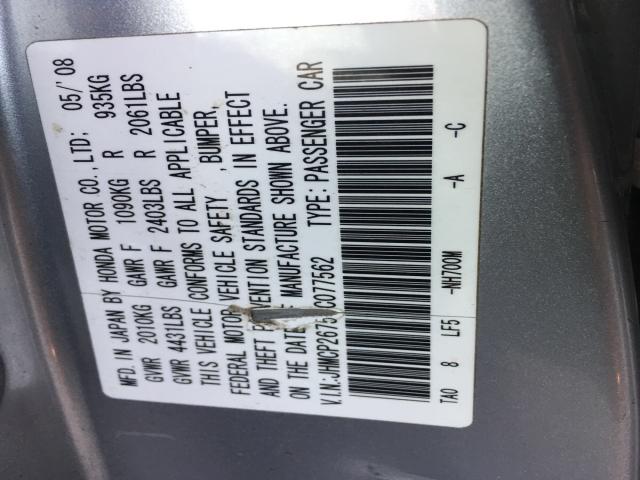 MFD. IN JAPAN BY HONDA MOTOR CO., LTD; 05/'08
GVWR 2010KG GAWR F 1090KG R 935KG
GVWR 4431LBS GAWR F 2403LBS R 2061LBS
THIS VEHICLE CONFORMS TO ALL APPLICABLE
FEDERAL MOTOR VEHICLE SAFETY , BUMPER,
AND THEFT PREVENTION STANDARDS IN EFFECT
ON THE DATE MANUFACTURE SHOWN ABOVE.
V.I.N.: TYPE: PASSENGER CAR
TA0 8 LF5 -NH700M -A -C